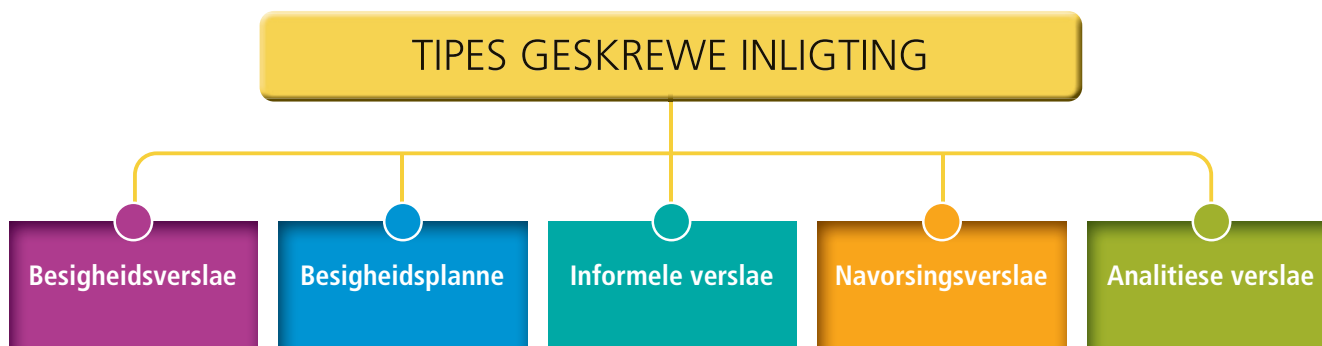 TIPES GESKREWE INLIGTING
Besigheidsverslae
Besigheidsplanne
Informele verslae
Navorsingsverslae
Analitiese verslae